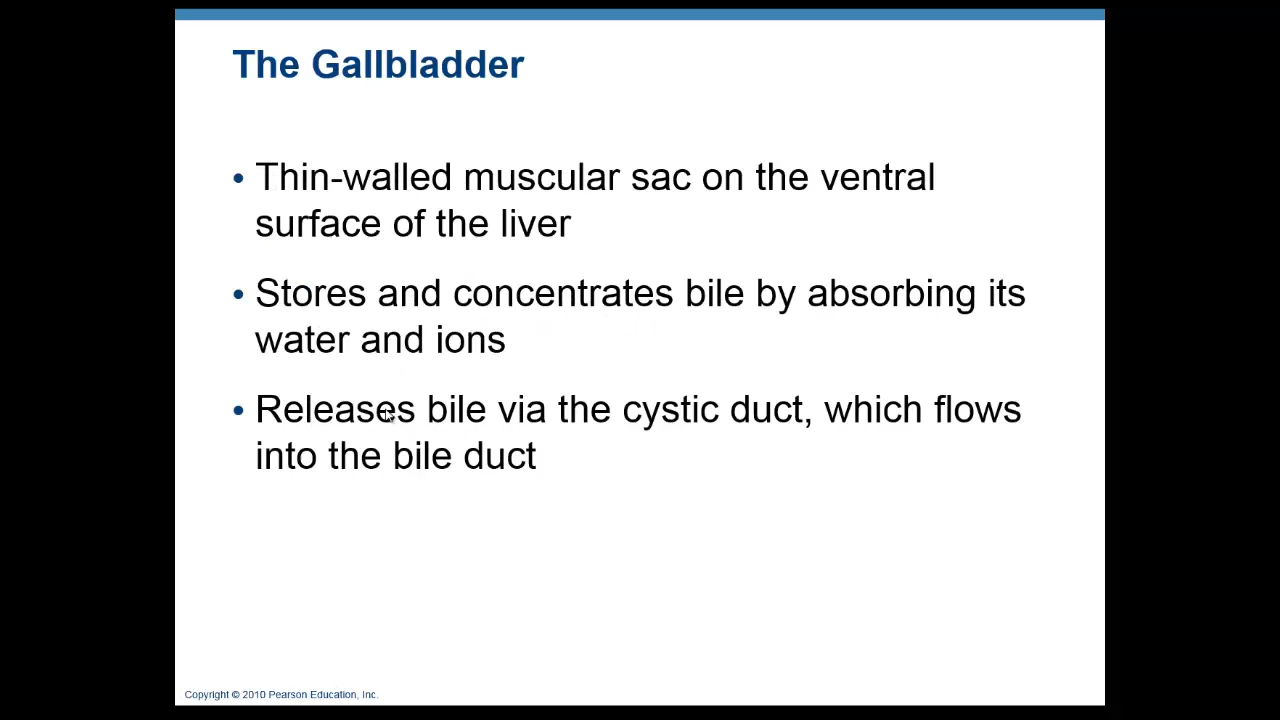 The Gallbladder
• Thin-walled muscular sac on the ventral
surface of the liver
• Stores and concentrates bile by absorbing its
water and ions
• Releases bile via the cystic duct, which flows
into the bile duct
Copyright © 2010 Pearson Education, Inc.